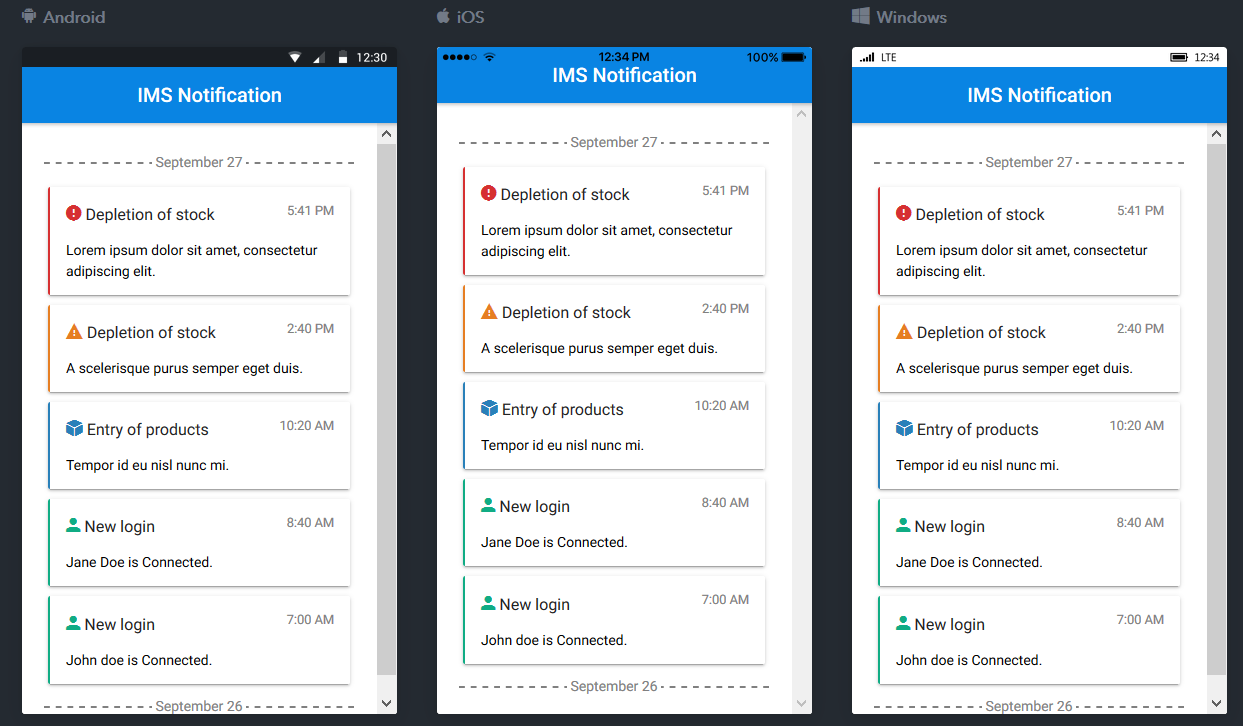 Android
12:30
IMS Notification
September 27
Depletion of stock 5:41 PM
Lorem ipsum dolor sit amet, consectetur
adipiscing elit.
Depletion of stock 2:40 PM
A scelerisque purus semper eget duis.
Entry of products 10:20 AM
Tempor id eu nisl nunc mi.
New login 8:40 AM
Jane Doe is Connected.
New login 7:00 AM
John doe is Connected.
September 26
iOS
12:34 PM 100%
IMS Notification
September 27
Depletion of stock 5:41 PM
Lorem ipsum dolor sit amet, consectetur
adipiscing elit.
Depletion of stock 2:40 PM
A scelerisque purus semper eget duis.
Entry of products 10:20 AM
Tempor id eu nisl nunc mi.
New login 8:40 AM
Jane Doe is Connected.
New login 7:00 AM
John doe is Connected.
September 26
Windows
LTE 12:34
IMS Notification
September 27
Depletion of stock 5:41 PM
Lorem ipsum dolor sit amet, consectetur
adipiscing elit.
Depletion of stock 2:40 PM
A scelerisque purus semper eget duis.
Entry of products 10:20 AM
Tempor id eu nisl nunc mi.
New login 8:40 AM
Jane Doe is Connected.
New login 7:00 AM
John doe is Connected.
September 26